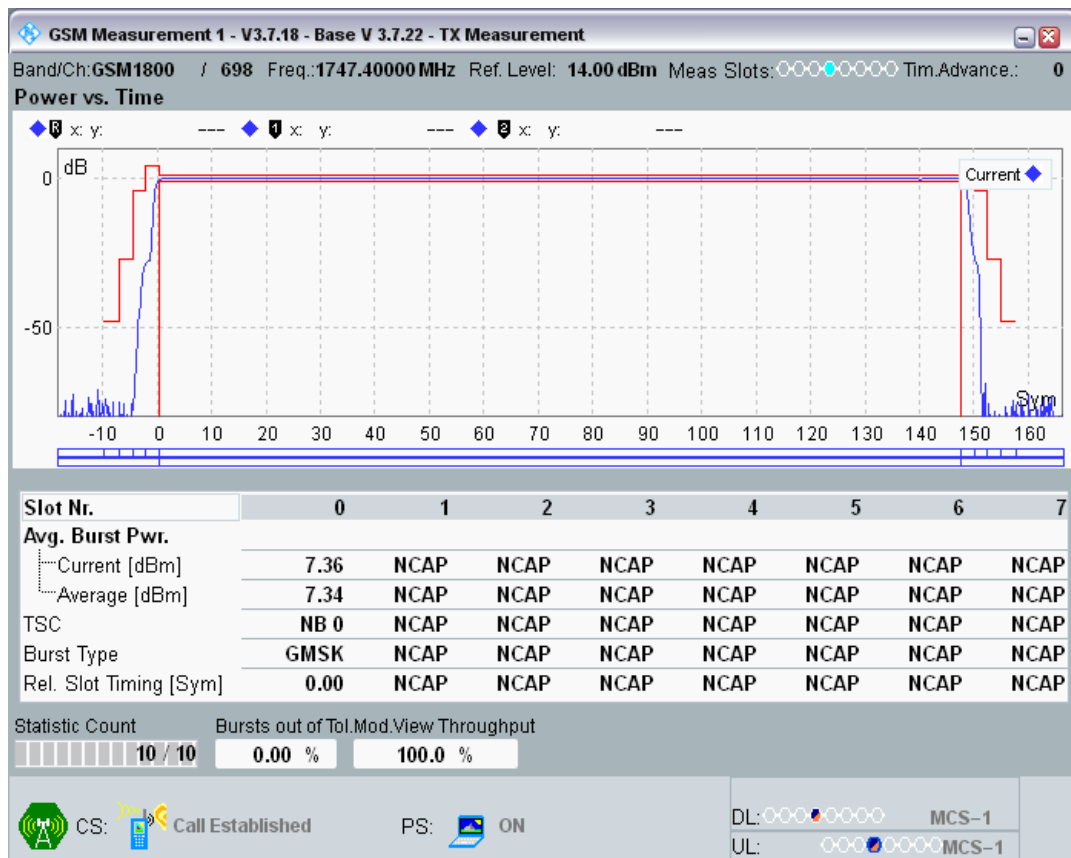 GSM Measurement 1 - V3.7.18 - Base V 3.7.22 - TX Measurement
Band/Ch:GSM1800 / 698 Freq.:1747.40000 MHz Ref. Level: 14.00 dBm Meas Slots: Tim.Advance.: 0
Power vs. Time
R x: y: --- 1 x: y: --- 2 x: y: ---
dB
Current
0
-50
Sym
-10 0 10 20 30 40 50 60 70 80 90 100 110 120 130 140 150 160
Slot Nr. 0 1 2 3 4 5 6 7
Avg. Burst Pwr.
Current [dBm] 7.36 NCAP NCAP NCAP NCAP NCAP NCAP NCAP
Average [dBm] 7.34 NCAP NCAP NCAP NCAP NCAP NCAP NCAP
TSC NB 0 NCAP NCAP NCAP NCAP NCAP NCAP NCAP
Burst Type GMSK NCAP NCAP NCAP NCAP NCAP NCAP NCAP
Rel. Slot Timing [Sym] 0.00 NCAP NCAP NCAP NCAP NCAP NCAP NCAP
Statistic Count Bursts out of Tol.Mod.View Throughput
10 / 10 0.00 % 100.0 %
CS: Call Established PS: ON
DL: MCS-1
UL: MCS-1